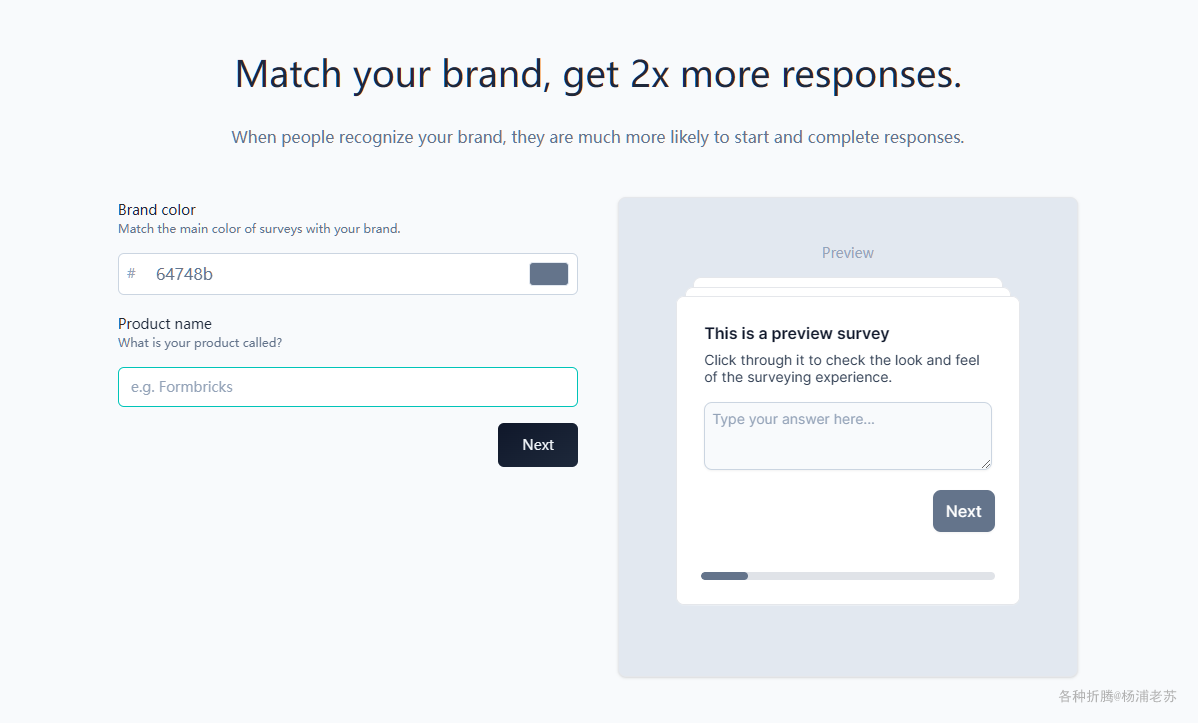 Match your brand, get 2x more responses.
When people recognize your brand, they are much more likely to start and complete responses.
Brand color
Match the main color of surveys with your brand.
# 64748b
Product name
What is your product called?
e.g. Formbricks
Next
Preview
This is a preview survey
Click through it to check the look and feel
of the surveying experience.
Type your answer here...
Next
各种折腾@杨浦老苏